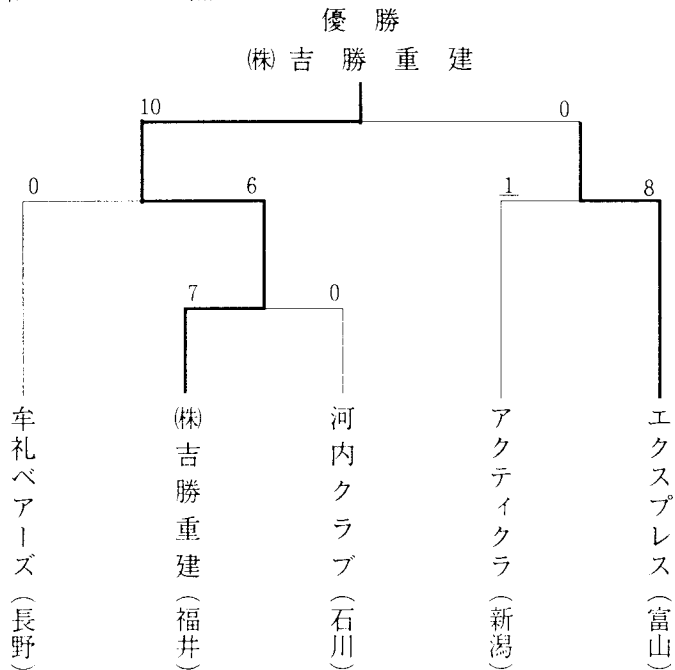 優勝
㈱吉勝重建
10
0
0
6
1
8
7
0
牟礼ベアーズ（長野）
㈱吉勝重建（福井）
河内クラブ（石川）
アクティクラ（新潟）
エクスプレス（富山）